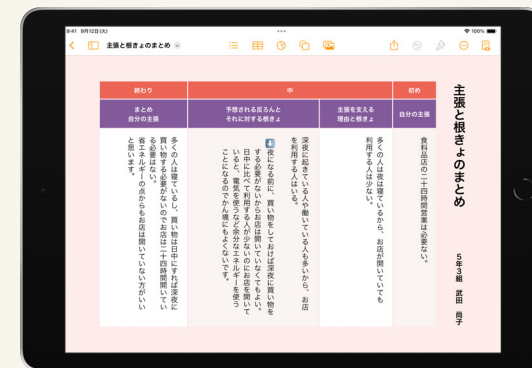 9:41 9月12日(火)
100%
主張と根きょのまとめ
主張と根きょのまとめ
5年3組 武田 尚子
初め
自分の主張
食料品店の二十四時間営業は必要ない。
中
主張を支える
理由と根きょ
多くの人は夜は寝ているから、お店が開いていても
利用する人は少ない。
予想される反ろんと
それに対する根きょ
深夜に起きている人や働いている人も多いから、お店
を利用する人はいる。
⬇夜になる前に、買い物をしておけば深夜に買い物を
する必要がないからお店は開いていなくてもよい。
日中に比べて利用する人が少ないのにお店を開いて
いると、電気を使うなど余分なエネルギーを使う
ことになるのでかん境にもよくないです。
終わり
まとめ
自分の主張
多くの人は寝ているし、買い物は日中にすれば深夜に
買い物する必要がないのでお店は二十四時間開いてい
る必要はない。
省エネルギーの点からもお店は開いていない方がいい
と思います。